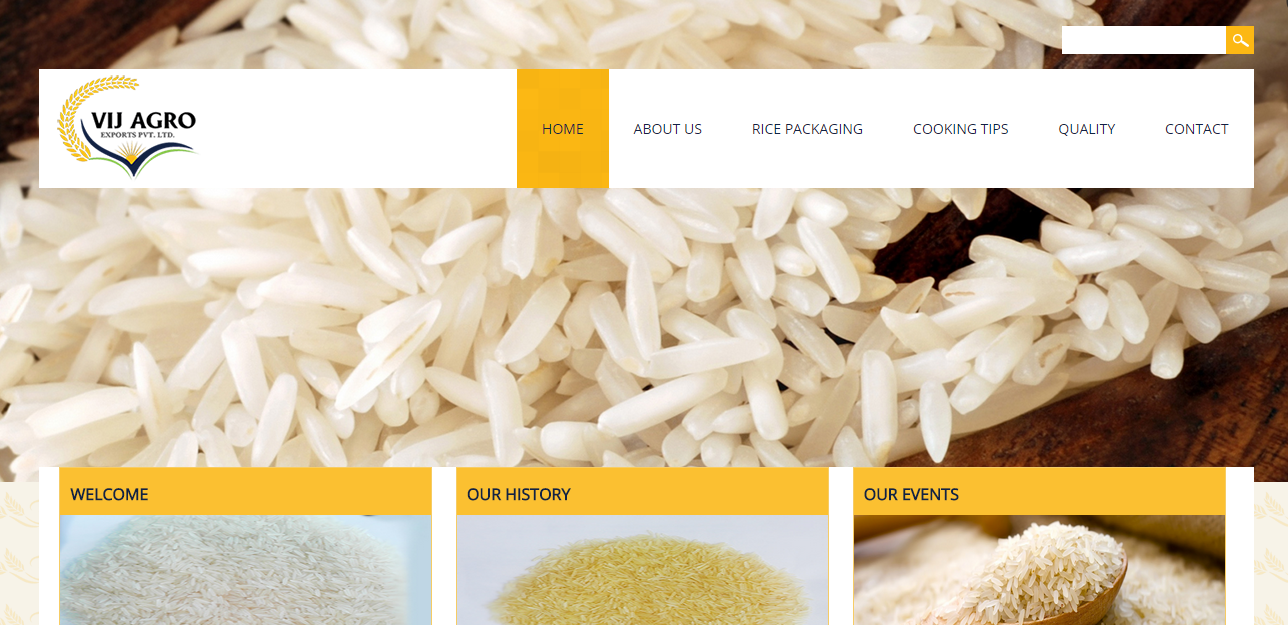 VIJ AGRO
EXPORTS PVT. LTD.
HOME
ABOUT US
RICE PACKAGING
COOKING TIPS
QUALITY
CONTACT
WELCOME
OUR HISTORY
OUR EVENTS